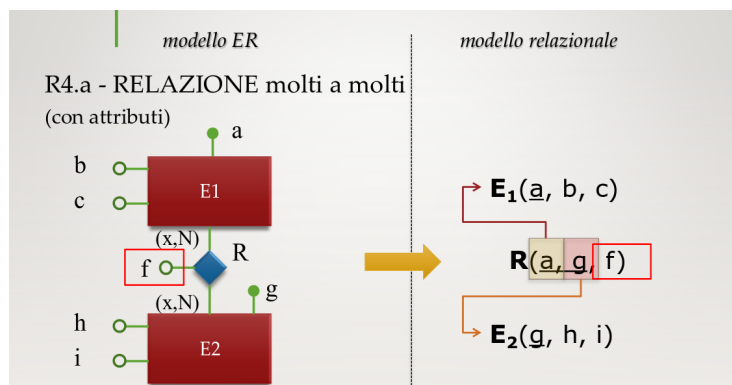 modello ER
modello relazionale
R4.a - RELAZIONE molti a molti
(con attributi)
a
b
E1
c
E₁(a, b, c)
(x,N)
R
f
R(a, g, f)
(x,N)
g
h
E2
i
E₂(g, h, i)